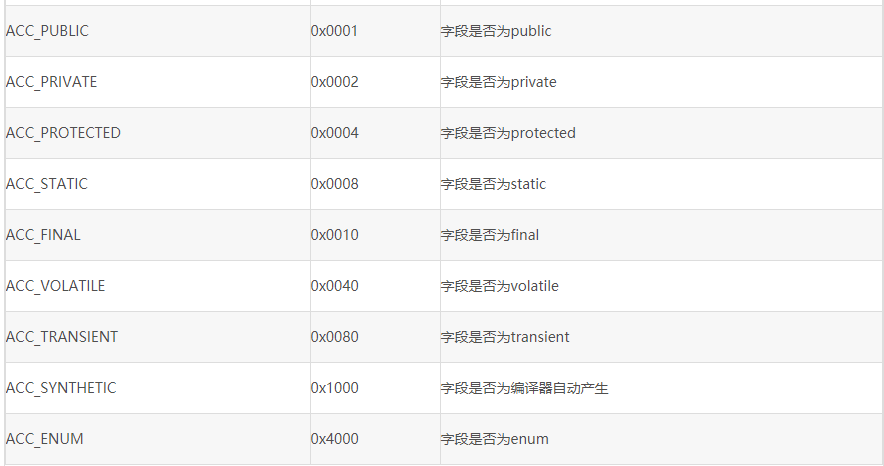 ACC_PUBLIC 0x0001 字段是否为public
ACC_PRIVATE 0x0002 字段是否为private
ACC_PROTECTED 0x0004 字段是否为protected
ACC_STATIC 0x0008 字段是否为static
ACC_FINAL 0x0010 字段是否为final
ACC_VOLATILE 0x0040 字段是否为volatile
ACC_TRANSIENT 0x0080 字段是否为transient
ACC_SYNTHETIC 0x1000 字段是否为编译器自动产生
ACC_ENUM 0x4000 字段是否为enum